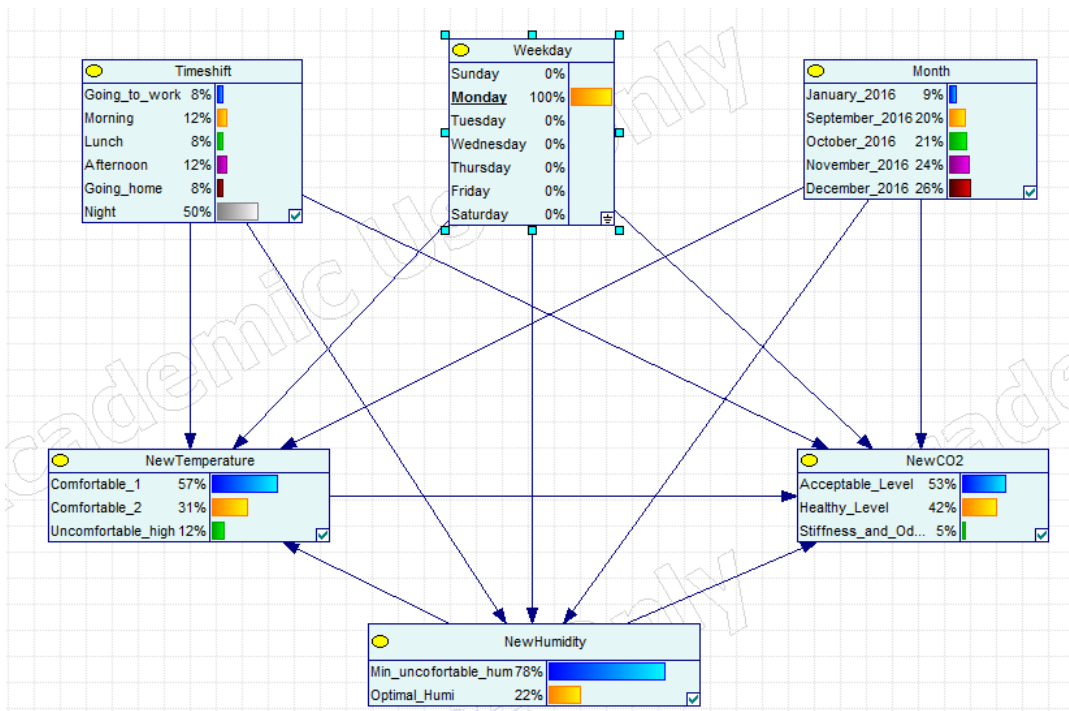 Weekday
Sunday 0%
Monday 100%
Tuesday 0%
Wednesday 0%
Thursday 0%
Friday 0%
Saturday 0%
Timeshift
Going_to_work 8%
Morning 12%
Lunch 8%
Afternoon 12%
Going_home 8%
Night 50%
Month
January_2016 9%
September_2016 20%
October_2016 21%
November_2016 24%
December_2016 26%
NewTemperature
Comfortable_1 57%
Comfortable_2 31%
Uncomfortable_high 12%
NewCO2
Acceptable_Level 53%
Healthy_Level 42%
Stiffness_and_Od... 5%
NewHumidity
Min_uncofortable_hum 78%
Optimal_Humi 22%